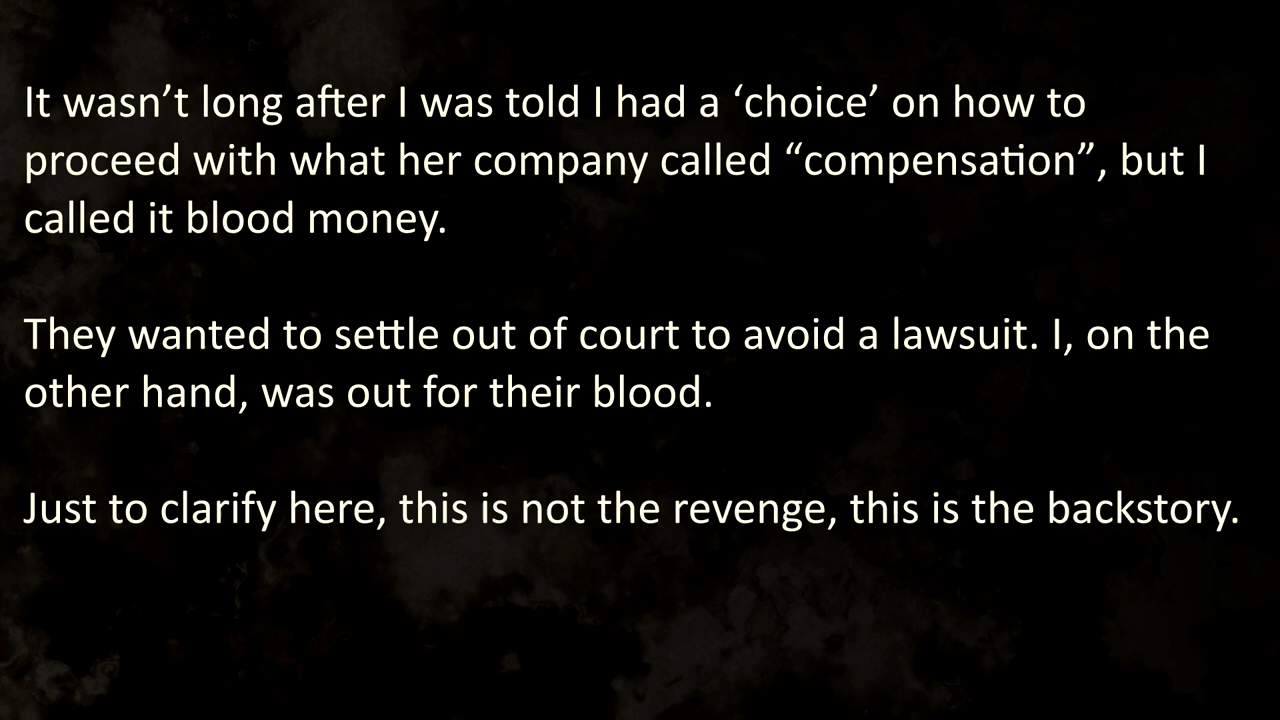 It wasn’t long after I was told I had a ‘choice’ on how to
proceed with what her company called “compensation”, but I
called it blood money.
They wanted to settle out of court to avoid a lawsuit. I, on the
other hand, was out for their blood.
Just to clarify here, this is not the revenge, this is the backstory.